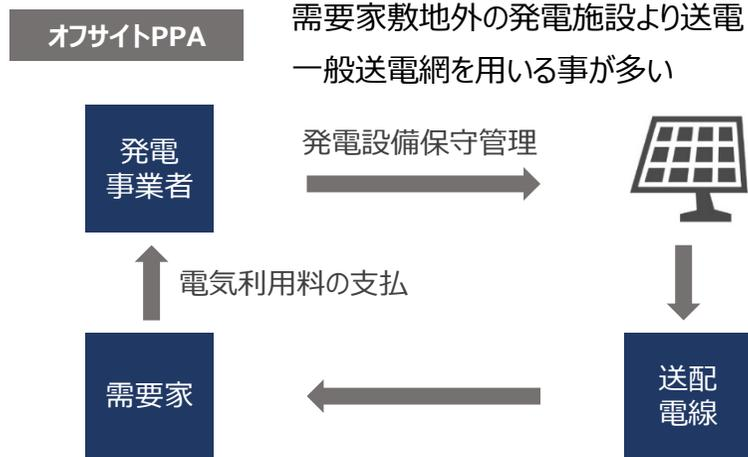 オフサイトPPA
需要家敷地外の発電施設より送電
一般送電網を用いる事が多い
発電
事業者
発電設備保守管理
電気利用料の支払
需要家
送配
電線